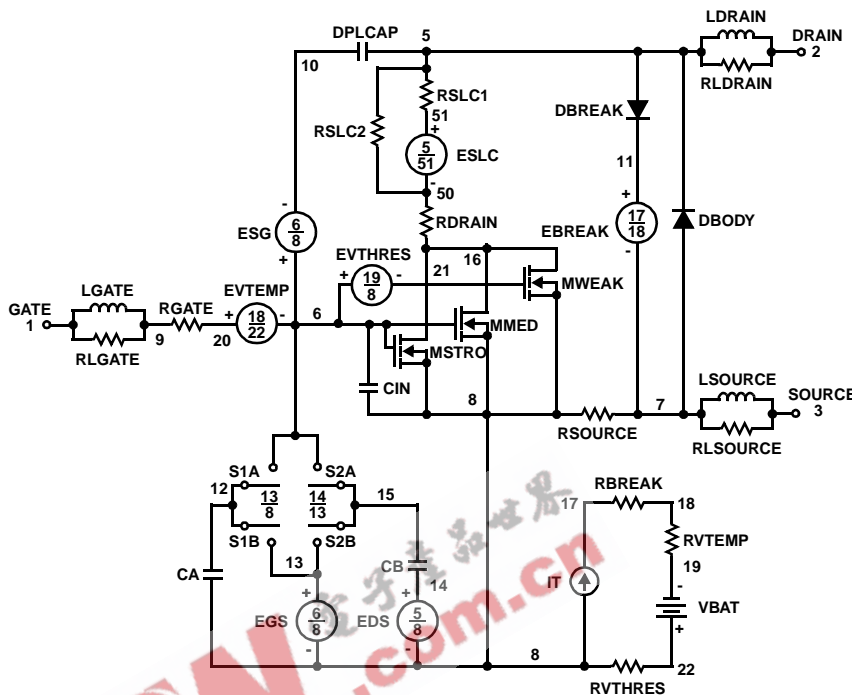 LDRAIN
DPLCAP
5
DRAIN
2
10
RLDRAIN
RSLC1
51
DBREAK
RSLC2
+
5
51
ESLC
-
50
11
-
+
RDRAIN
ESG
6
8
EBREAK
17
18
DBODY
+
EVTHRES
16
-
+
19
8
-
21
MWEAK
LGATE
EVTEMP
GATE
1
RGATE
+
18
22
-
6
MMED
9
20
MSTRO
RLGATE
CIN
LSOURCE
8
7
SOURCE
3
RSOURCE
RLSOURCE
S1A
S2A
12
13
8
14
13
15
RBREAK
17
18
S1B
S2B
RVTEMP
13
CB
CA
14
IT
19
-
+
+
VBAT
EGS
6
8
EDS
5
8
+
-
-
8
22
RVTHRES
.com.cn